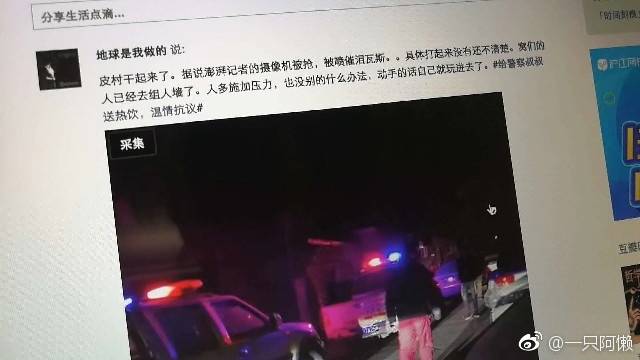 分享生活点滴...
「时间刻痕
地球是我做的 说:
皮村干起来了。据说澎湃记者的摄像机被抢，被喷催泪瓦斯。。具体打起来没有还不清楚。窝们的
人已经去组人墙了。人多施加压力，也没别的什么办法，动手的话自己就玩进去了。#给警察叔叔
送热饮，温情抗议#
采集
沪江网
互瓣
@一只阿懒